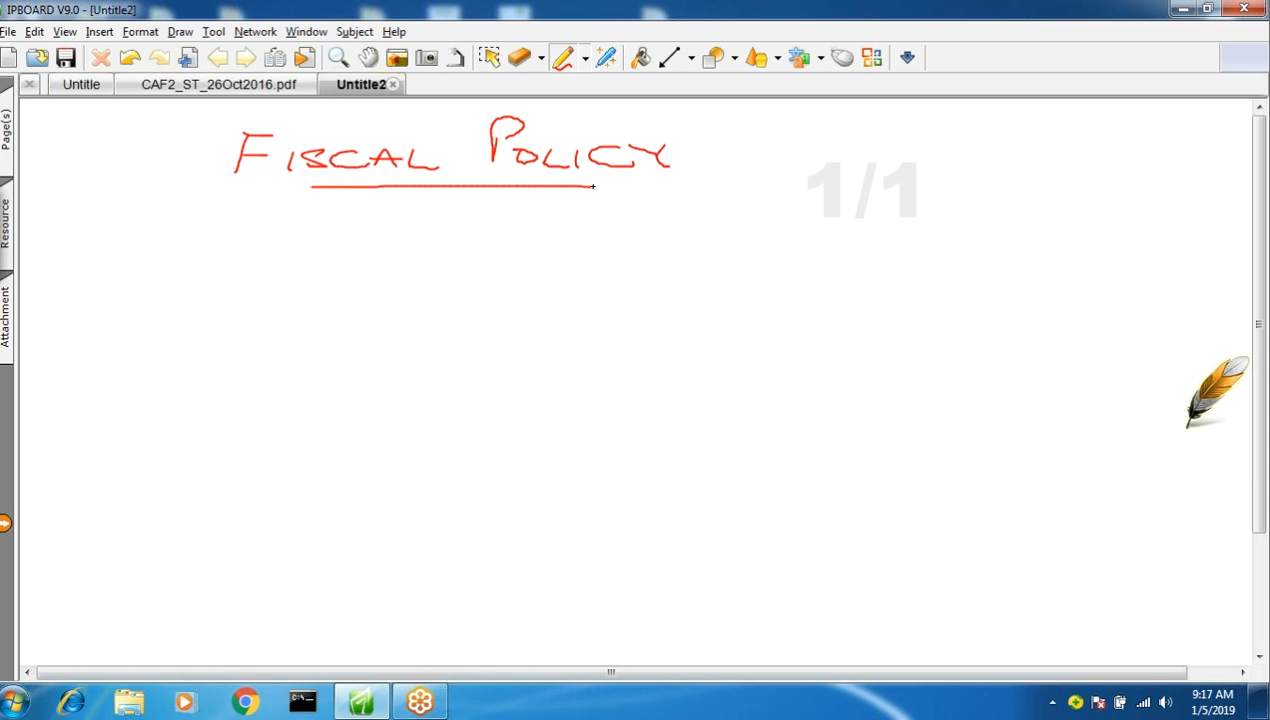 IPBOARD V9.0 - [Untitle2]
File Edit View Insert Format Draw Tool Network Window Subject Help
Untitle CAF2_ST_26Oct2016.pdf Untitle2
Page(s)
Resource
Attachment
FISCAL POLICY
1/1
9:17 AM
1/5/2019